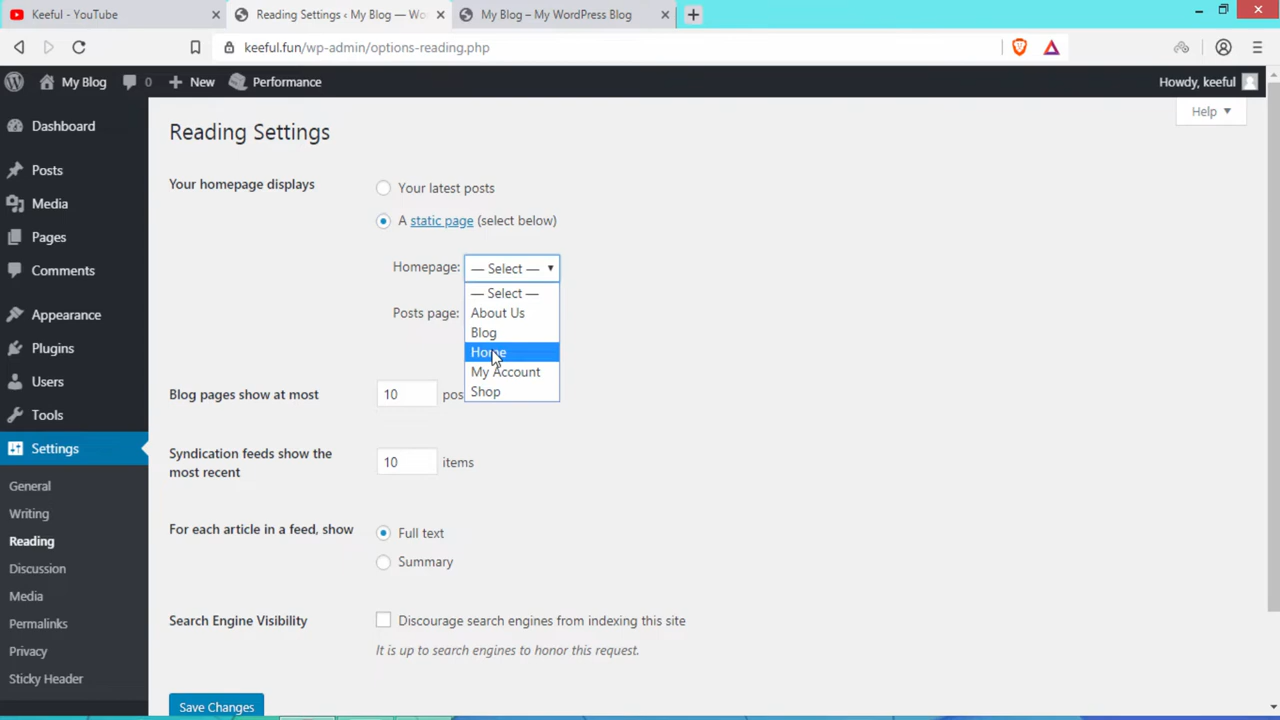 Keeful - YouTube
Reading Settings ‹ My Blog — Wo
My Blog – My WordPress Blog
keeful.fun/wp-admin/options-reading.php
My Blog
0
New
Performance
Howdy, keeful
Help
Dashboard
Posts
Media
Pages
Comments
Appearance
Plugins
Users
Tools
Settings
General
Writing
Reading
Discussion
Media
Permalinks
Privacy
Sticky Header
Reading Settings
Your homepage displays
Your latest posts
A static page (select below)
Homepage: — Select —
— Select —
About Us
Blog
Home
My Account
Shop
Posts page:
Blog pages show at most
10 pos
Syndication feeds show the
most recent
10 items
For each article in a feed, show
Full text
Summary
Search Engine Visibility
Discourage search engines from indexing this site
It is up to search engines to honor this request.
Save Changes